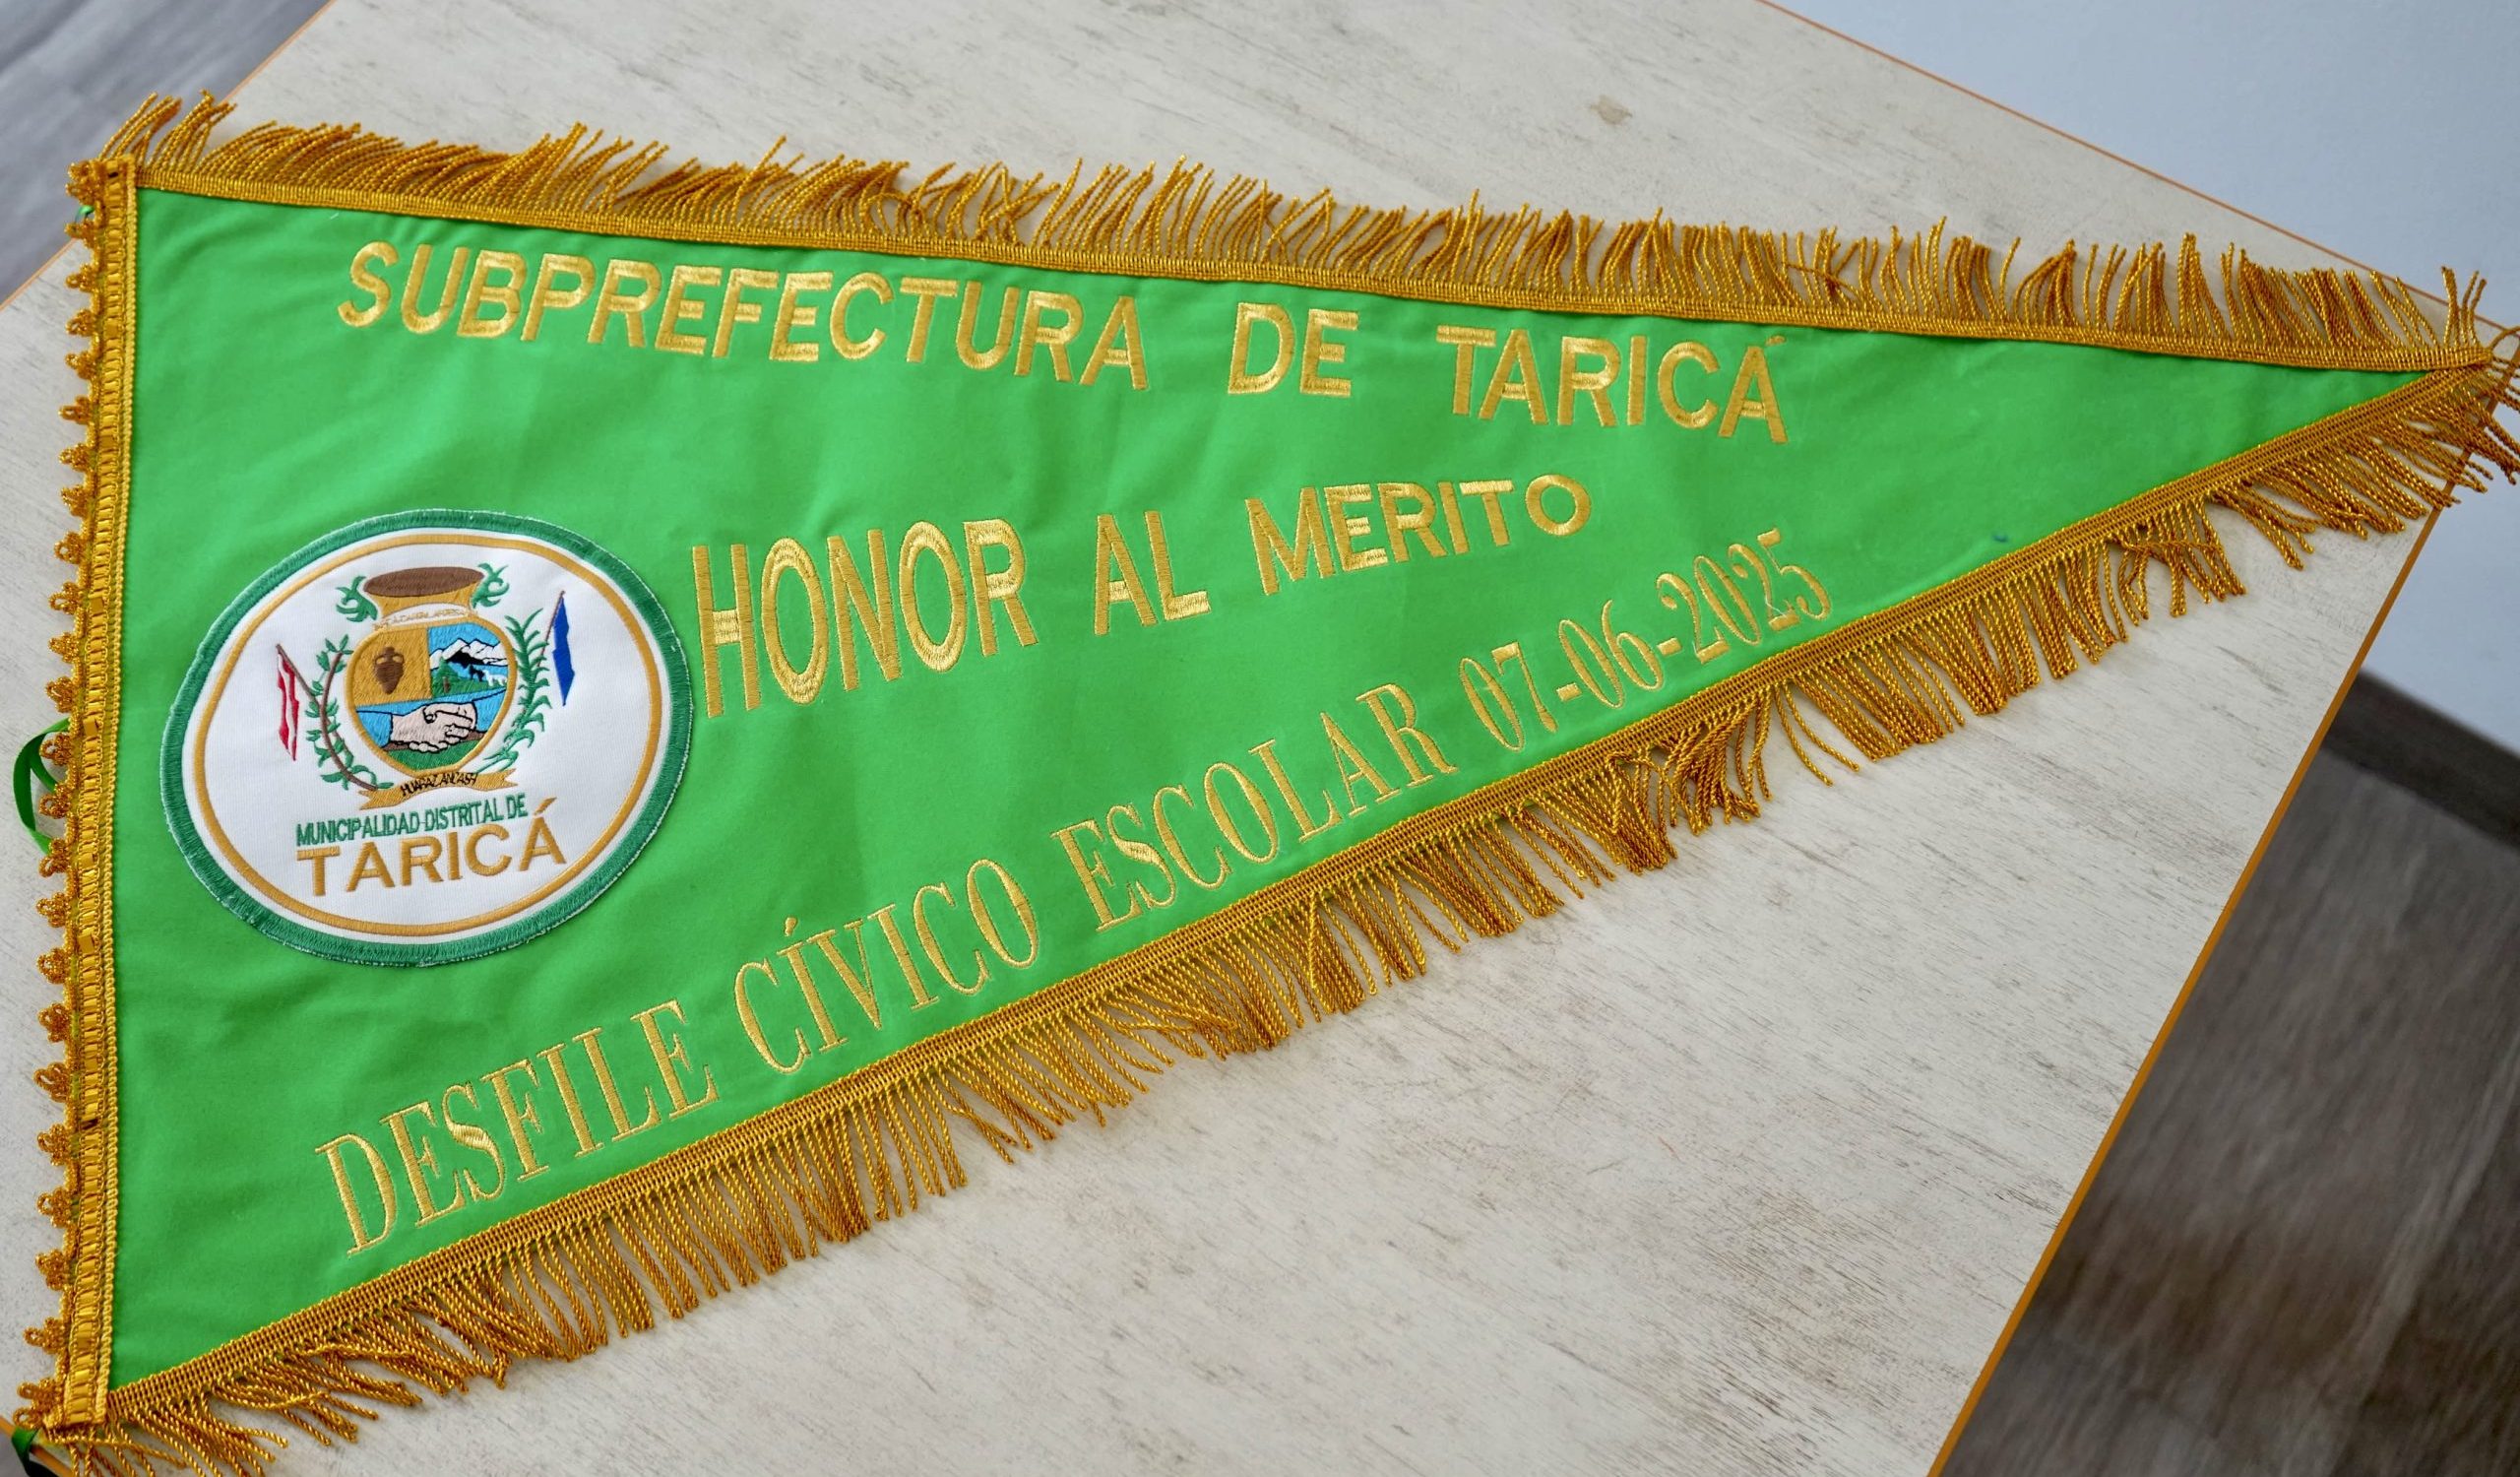 SUBPREFECTURA DE TARICÁ
HONOR AL MERITO
DESFILE CÍVICO ESCOLAR 07-06-2025
HUARAZ ANCASH
MUNICIPALIDAD DISTRITAL DE
TARICÁ